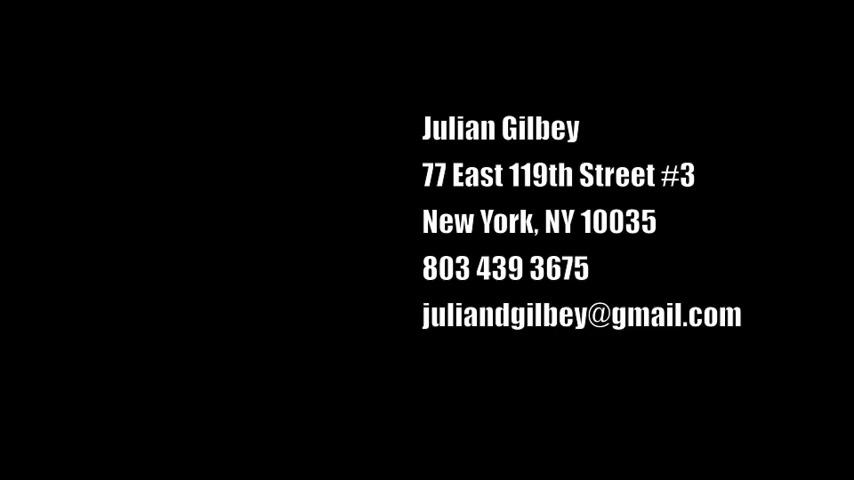 Julian Gilbey
77 East 119th Street #3
New York, NY 10035
803 439 3675
juliandgilbey@gmail.com